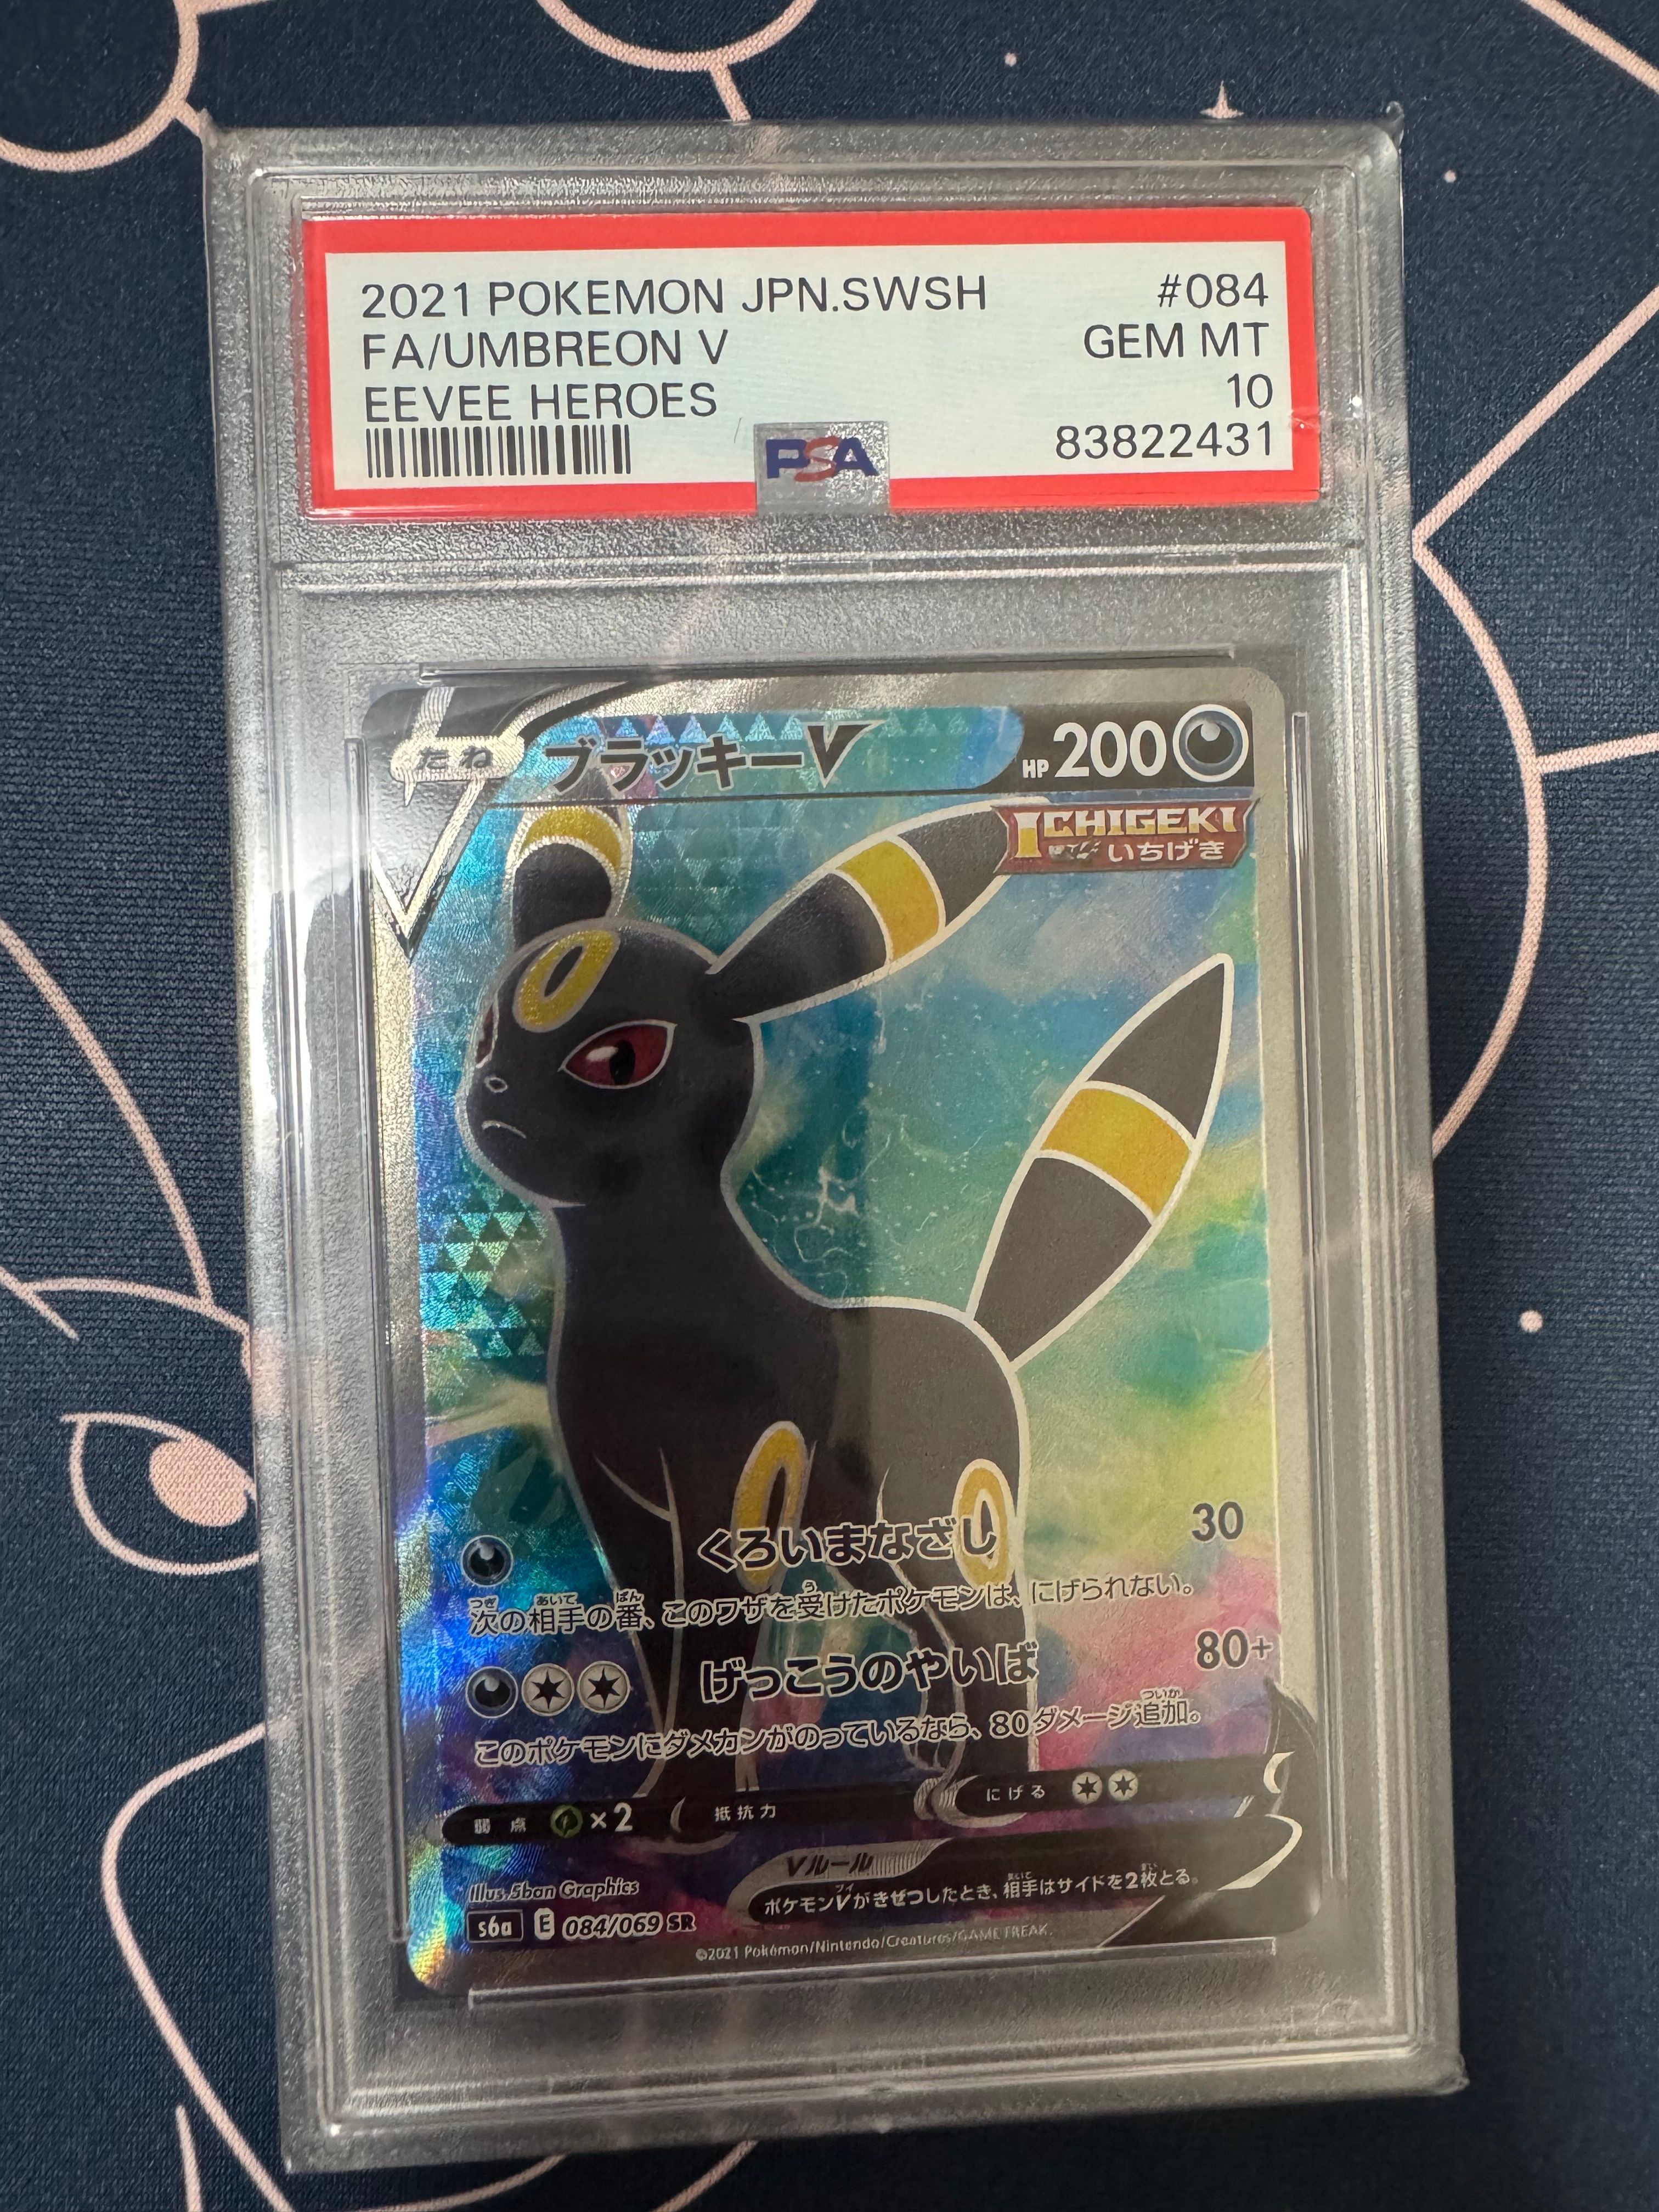 2021 POKEMON JPN.SWSH #084
FA/UMBREON V GEM MT
EEVEE HEROES 10
83822431
PSA
たね ブラッキーV HP 200
ICHIGEKI
いちげき
くろいまなざし 30
次の相手の番、このワザを受けたポケモンは、にげられない。
げっこうのやいば 80+
このポケモンにダメカンがのっているなら、80ダメージ追加。
弱点 ×2 抵抗力 にげる
Vルール
ポケモンVがきぜつしたとき、相手はサイドを2枚とる。
Illus. 5ban Graphics
s6a E 084/069 SR
©2021 Pokémon/Nintendo/Creatures/GAME FREAK.